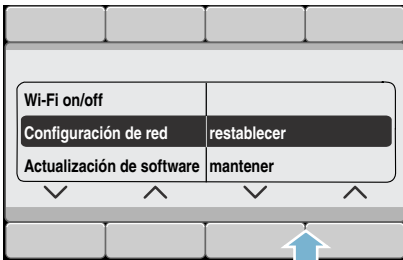 Wi-Fi on/off
Configuración de red restablecer
Actualización de software mantener